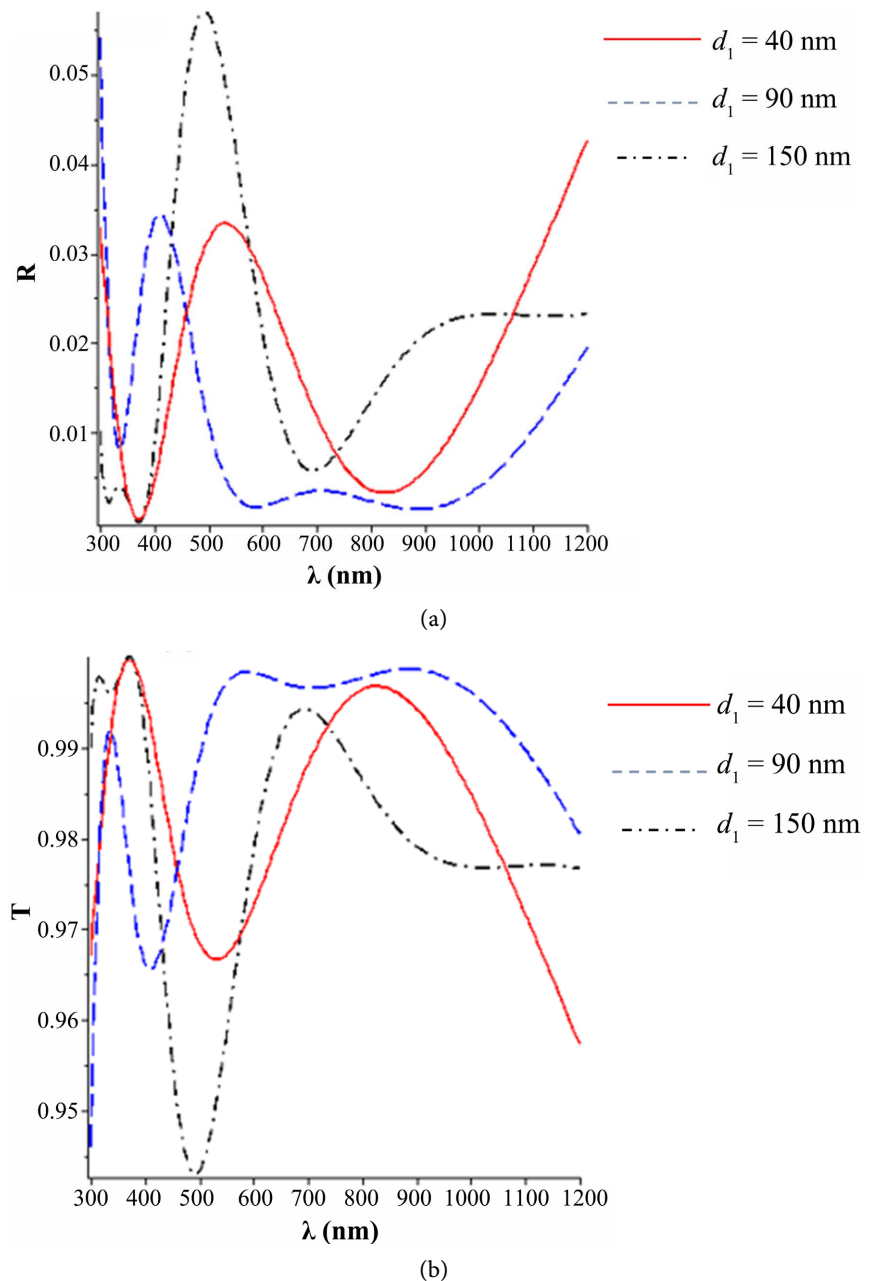 d1 = 40 nm
d1 = 90 nm
d1 = 150 nm
0.05
0.04
0.03
0.02
0.01
R
300 400 500 600 700 800 900 1000 1100 1200
λ (nm)
(a)
d1 = 40 nm
d1 = 90 nm
d1 = 150 nm
0.99
0.98
0.97
0.96
0.95
T
300 400 500 600 700 800 900 1000 1100 1200
λ (nm)
(b)